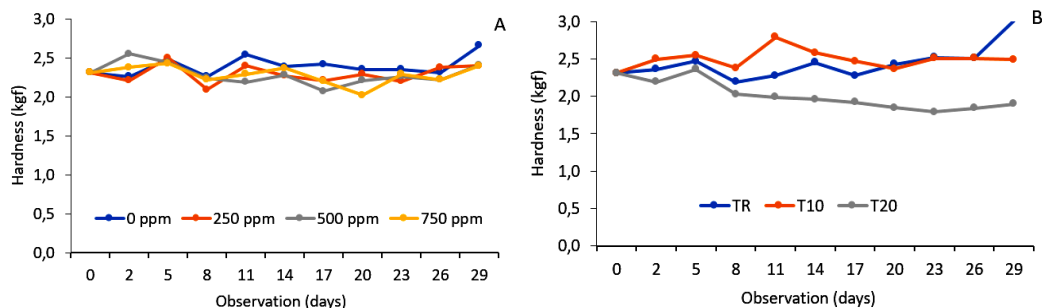 A
Hardness (kgf)
3,0
2,5
2,0
1,5
1,0
0,5
0,0
0 ppm 250 ppm 500 ppm 750 ppm
0 2 5 8 11 14 17 20 23 26 29
Observation (days)
B
Hardness (kgf)
3,0
2,5
2,0
1,5
1,0
0,5
0,0
TR T10 T20
0 2 5 8 11 14 17 20 23 26 29
Observation (days)